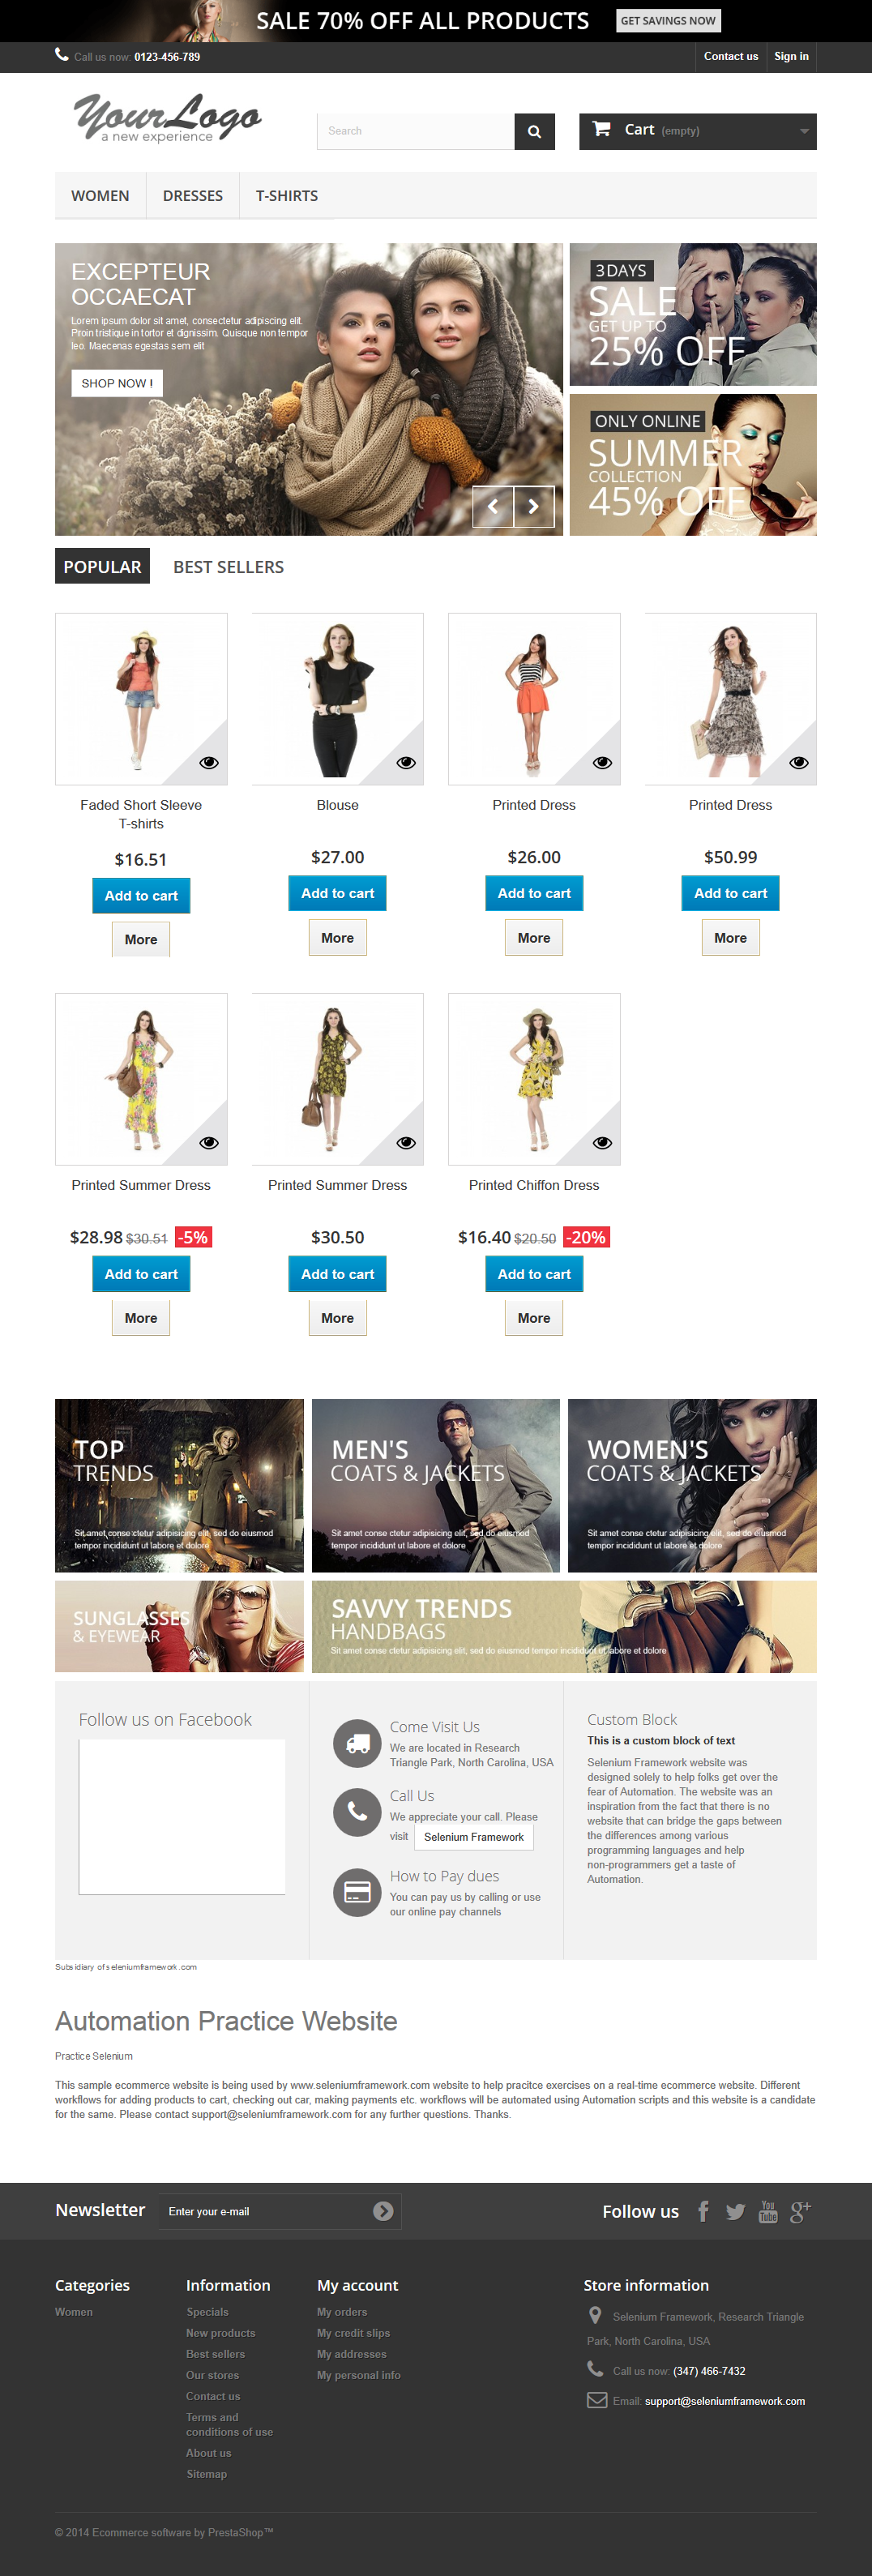 SALE 70% OFF ALL PRODUCTS GET SAVINGS NOW
Call us now: 0123-456-789 Contact us Sign in
YourLogo
a new experience
Search
Cart (empty)
WOMEN DRESSES T-SHIRTS
EXCEPTEUR
OCCAECAT
Lorem ipsum dolor sit amet, consectetur adipiscing elit.
Proin tristique in tortor et dignissim. Quisque non tempor
leo. Maecenas egestas sem elit
SHOP NOW !
3DAYS
SALE
GET UP TO
25% OFF
ONLY ONLINE
SUMMER
COLLECTION
45% OFF
POPULAR BEST SELLERS
Faded Short Sleeve
T-shirts
$16.51
Add to cart
More
Blouse
$27.00
Add to cart
More
Printed Dress
$26.00
Add to cart
More
Printed Dress
$50.99
Add to cart
More
Printed Summer Dress
$28.98 $30.51 -5%
Add to cart
More
Printed Summer Dress
$30.50
Add to cart
More
Printed Chiffon Dress
$16.40 $20.50 -20%
Add to cart
More
TOP
TRENDS
Sit amet conse ctetur adipisicing elit, sed do eiusmod
tempor incididunt ut labore et dolore
MEN'S
COATS & JACKETS
Sit amet conse ctetur adipisicing elit, sed do eiusmod
tempor incididunt ut labore et dolore
WOMEN'S
COATS & JACKETS
Sit amet conse ctetur adipisicing elit, sed do eiusmod
tempor incididunt ut labore et dolore
SUNGLASSES
& EYEWEAR
SAVVY TRENDS
HANDBAGS
Sit amet conse ctetur adipisicing elit, sed do eiusmod tempor incididunt ut labore et dolore
Follow us on Facebook
Come Visit Us
We are located in Research
Triangle Park, North Carolina, USA
Call Us
We appreciate your call. Please
visit Selenium Framework
How to Pay dues
You can pay us by calling or use
our online pay channels
Custom Block
This is a custom block of text
Selenium Framework website was
designed solely to help folks get over the
fear of Automation. The website was an
inspiration from the fact that there is no
website that can bridge the gaps between
the differences among various
programming languages and help
non-programmers get a taste of
Automation.
Subsidiary of seleniumframework.com
Automation Practice Website
Practice Selenium
This sample ecommerce website is being used by www.seleniumframework.com website to help pracitce exercises on a real-time ecommerce website. Different
workflows for adding products to cart, checking out car, making payments etc. workflows will be automated using Automation scripts and this website is a candidate
for the same. Please contact support@seleniumframework.com for any further questions. Thanks.
Newsletter Enter your e-mail
Follow us
You
Tube
Categories
Women
Information
Specials
New products
Best sellers
Our stores
Contact us
Terms and
conditions of use
About us
Sitemap
My account
My orders
My credit slips
My addresses
My personal info
Store information
Selenium Framework, Research Triangle
Park, North Carolina, USA
Call us now: (347) 466-7432
Email: support@seleniumframework.com
© 2014 Ecommerce software by PrestaShop™